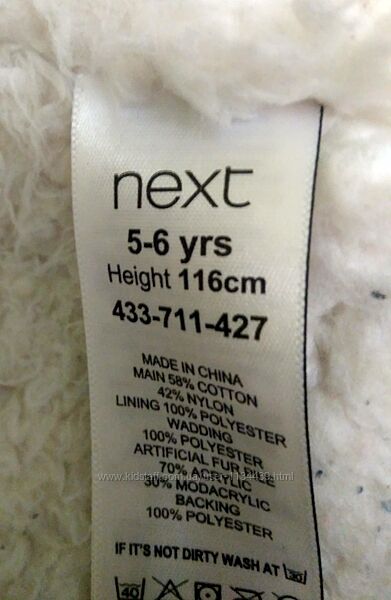 next
5-6 yrs
Height 116cm
433-711-427
MADE IN CHINA
MAIN 58% COTTON
42% NYLON
LINING 100% POLYESTER
WADDING
100% POLYESTER
ARTIFICIAL FUR PILE
70% ACRYLIC
30% MODACRYLIC
BACKING
100% POLYESTER
IF IT'S NOT DIRTY WASH AT 30
40